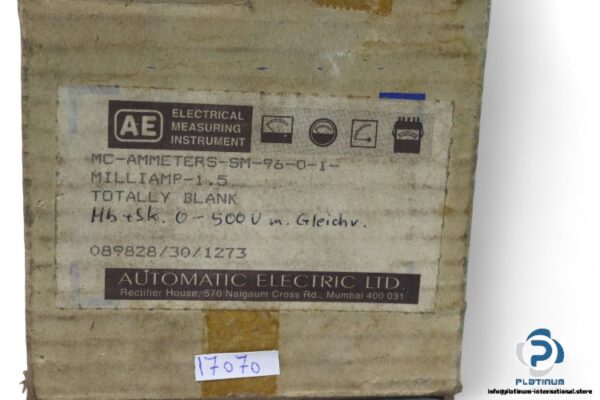 AE
ELECTRICAL
MEASURING
INSTRUMENT
MC-AMMETERS-SM-96-0-1-
MILLIAMP-1.5
TOTALLY BLANK
Hb+Sk. 0-500V m. Gleichr.
089828/30/1273
AUTOMATIC ELECTRIC LTD.
Rectifier House, 570 Naigaum Cross Rd., Mumbai 400 031
17070
PLATINUM
info@platinum-international.store